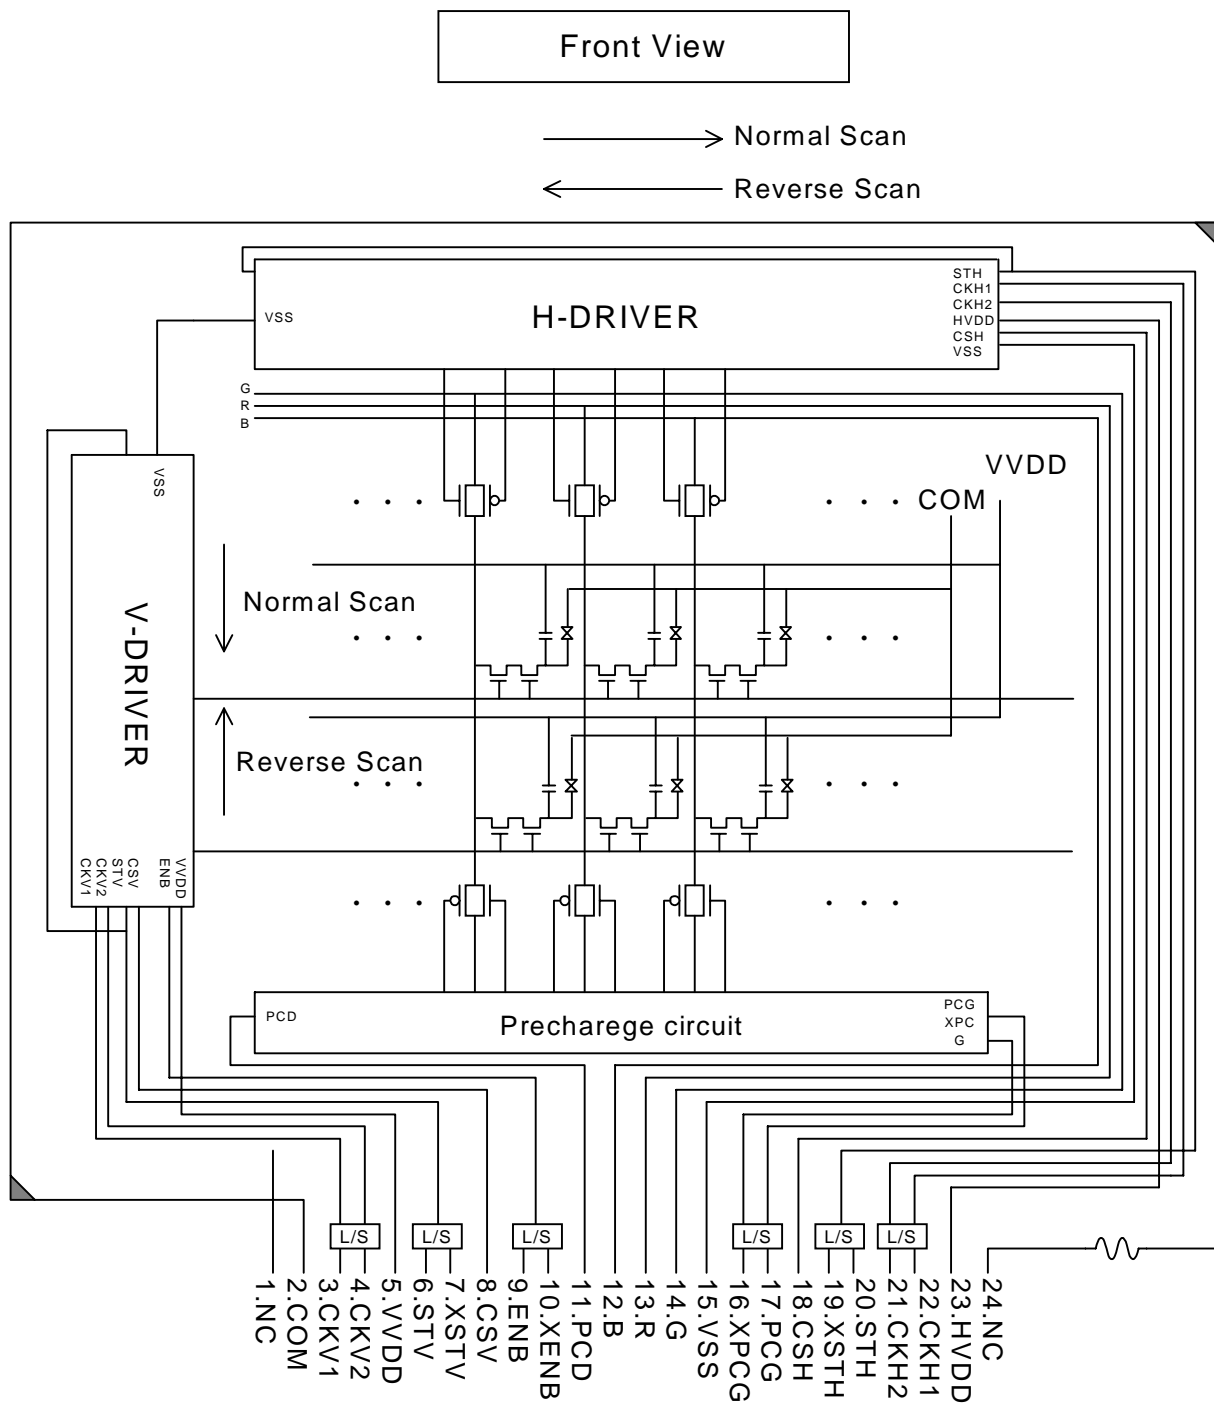 Front View
Normal Scan
Reverse Scan
STH
CKH1
CKH2
HVDD
CSH
VSS
VSS
H-DRIVER
G
R
B
VVDD
COM
VSS
. . .
. . .
Normal Scan
V-DRIVER
. . .
. . .
Reverse Scan
. . .
. . .
CKV1
CKV2
STV
CSV
ENB
VVDD
. . .
. . .
PCD
Precharege circuit
PCG
XPC
G
L/S
L/S
L/S
L/S
L/S
L/S
1.NC
2.COM
3.CKV1
4.CKV2
5.VVDD
6.STV
7.XSTV
8.CSV
9.ENB
10.XENB
11.PCD
12.B
13.R
14.G
15.VSS
16.XPCG
17.PCG
18.CSH
19.XSTH
20.STH
21.CKH2
22.CKH1
23.HVDD
24.NC